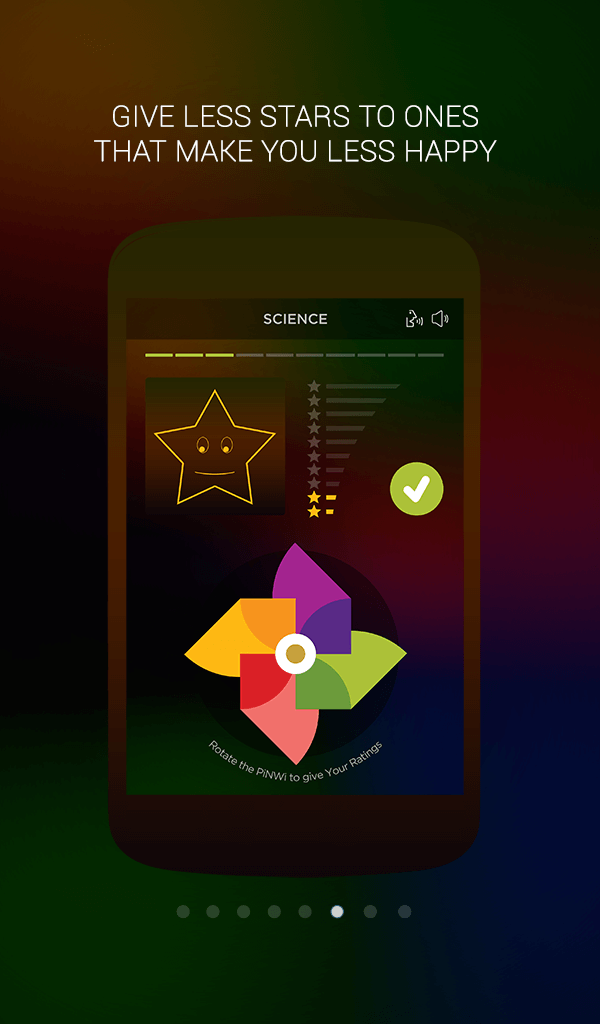 GIVE LESS STARS TO ONES
THAT MAKE YOU LESS HAPPY
SCIENCE
Rotate the PiNWi to give Your Ratings